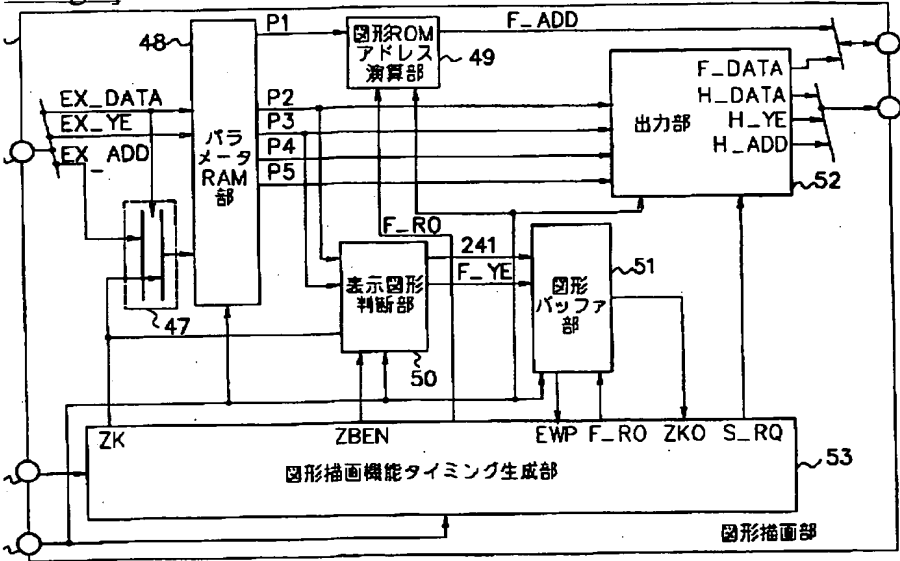 P1
F_ADD
48
図形ROM
アドレス
演算部
49
F_DATA
EX_DATA
P2
H_DATA
EX_YE
P3
H_YE
EX_ADD
パラ
メータ
RAM
部
P4
出力部
H_ADD
P5
52
F_RQ
241
51
F_YE
表示図形
判断部
図形
バッファ
部
47
50
ZK
ZBEN
EWP
F_RO
ZKO
S_RQ
53
図形描画機能タイミング生成部
図形描画部